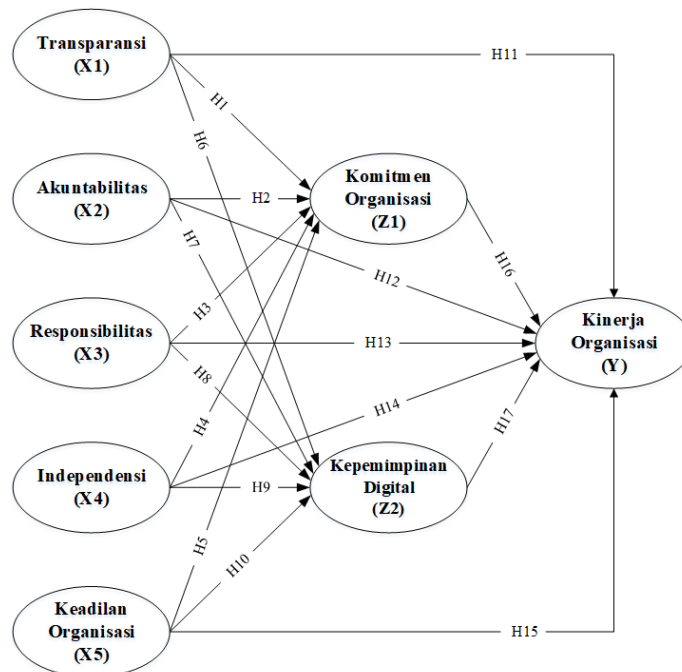 Transparansi
(X1)
H11
H1
H6
Akuntabilitas
(X2)
H2
Komitmen
Organisasi
(Z1)
H7
H16
H12
H3
Responsibilitas
(X3)
H13
Kinerja
Organisasi
(Y)
H8
H14
H4
H17
Independensi
(X4)
H9
Kepemimpinan
Digital
(Z2)
H5
H10
Keadilan
Organisasi
(X5)
H15